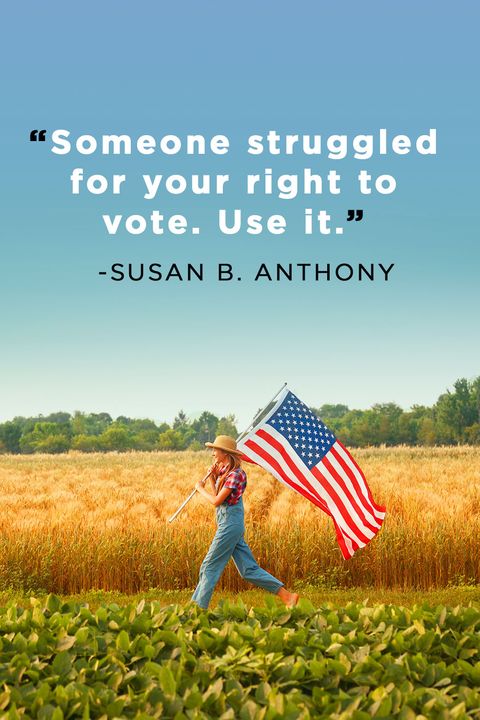 “Someone struggled
for your right to
vote. Use it.”
-SUSAN B. ANTHONY